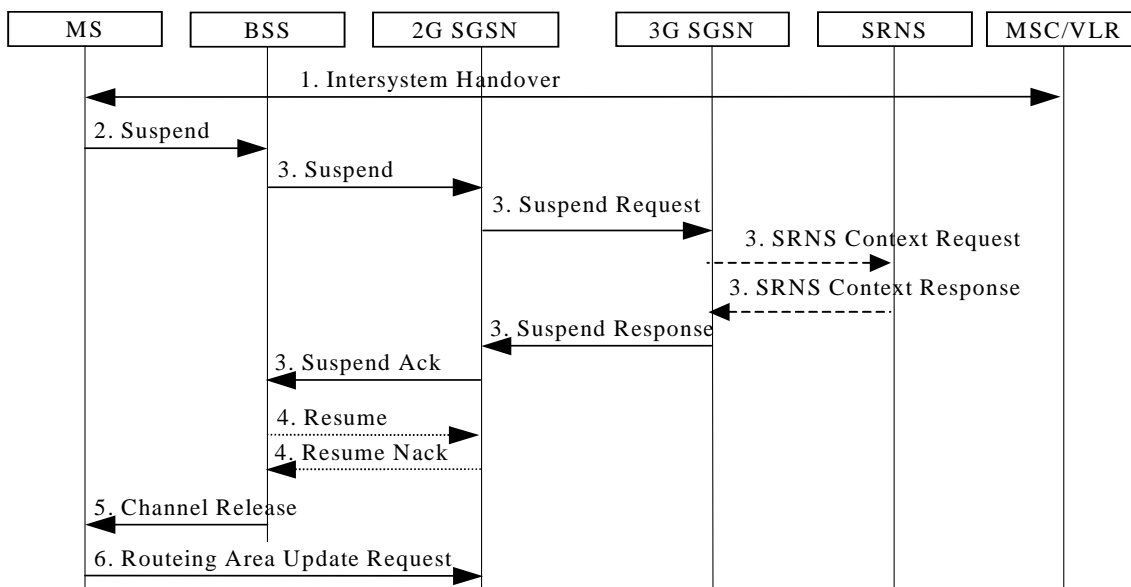 MS BSS 2G SGSN 3G SGSN SRNS MSC/VLR
1. Intersystem Handover
2. Suspend
3. Suspend
3. Suspend Request
3. SRNS Context Request
3. SRNS Context Response
3. Suspend Response
3. Suspend Ack
4. Resume
4. Resume Nack
5. Channel Release
6. Routeing Area Update Request